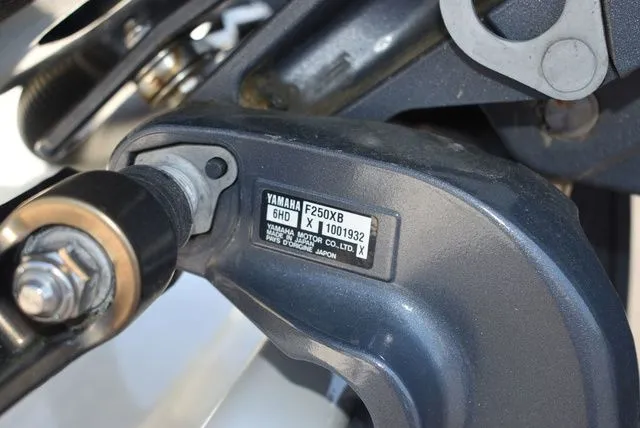 YAMAHA F250XB
6HD X 1001932
YAMAHA MOTOR CO.,LTD.
MADE IN JAPAN
PAYS D'ORIGINE JAPON X